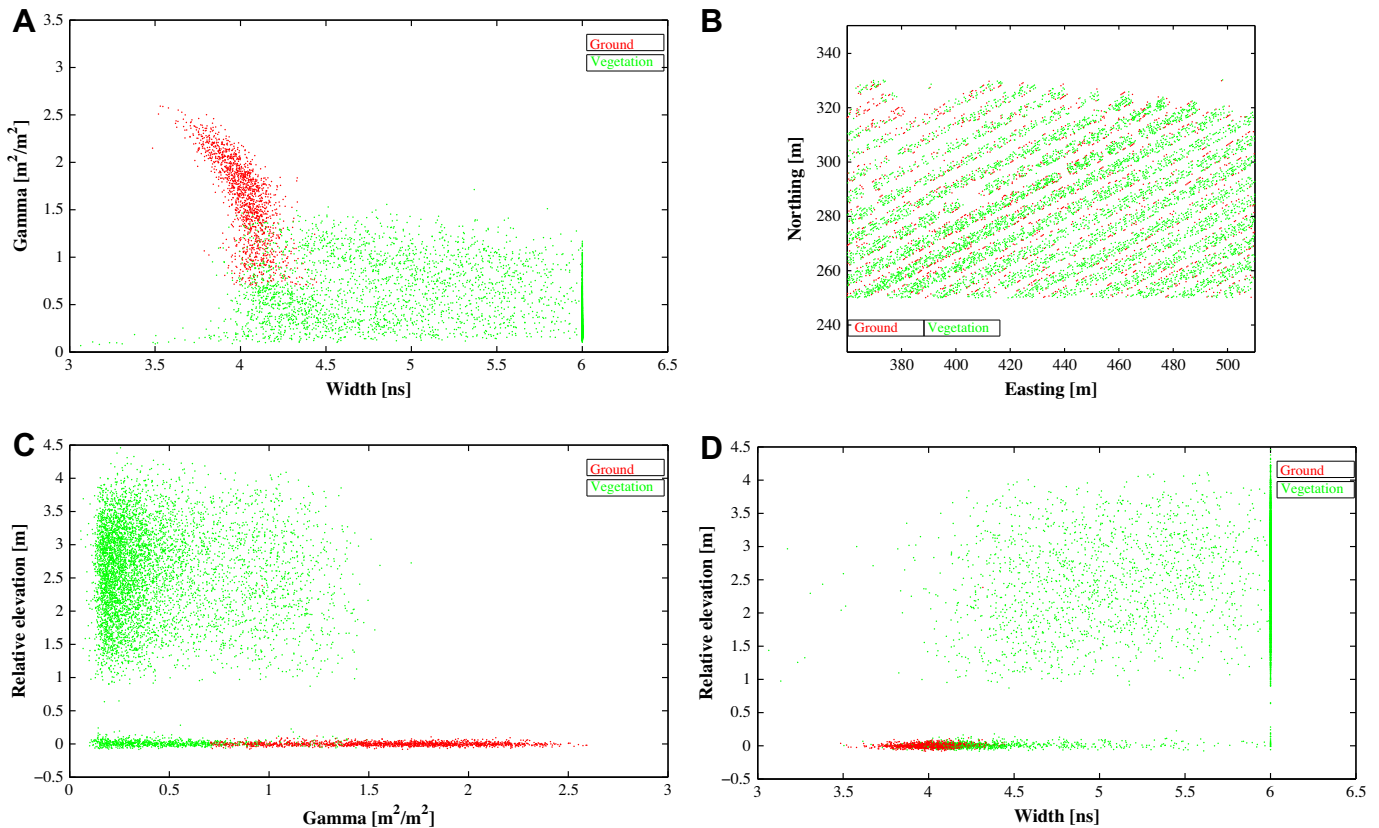 A
3.5
3
2.5
2
1.5
1
0.5
0
Gamma [m²/m²]
Ground
Vegetation
3 3.5 4 4.5 5 5.5 6 6.5
Width [ns]
B
340
320
300
280
260
240
Northing [m]
Ground Vegetation
380 400 420 440 460 480 500
Easting [m]
C
4.5
4
3.5
3
2.5
2
1.5
1
0.5
0
−0.5
Relative elevation [m]
Ground
Vegetation
0 0.5 1 1.5 2 2.5 3
Gamma [m²/m²]
D
4.5
4
3.5
3
2.5
2
1.5
1
0.5
0
−0.5
Relative elevation [m]
Ground
Vegetation
3 3.5 4 4.5 5 5.5 6 6.5
Width [ns]